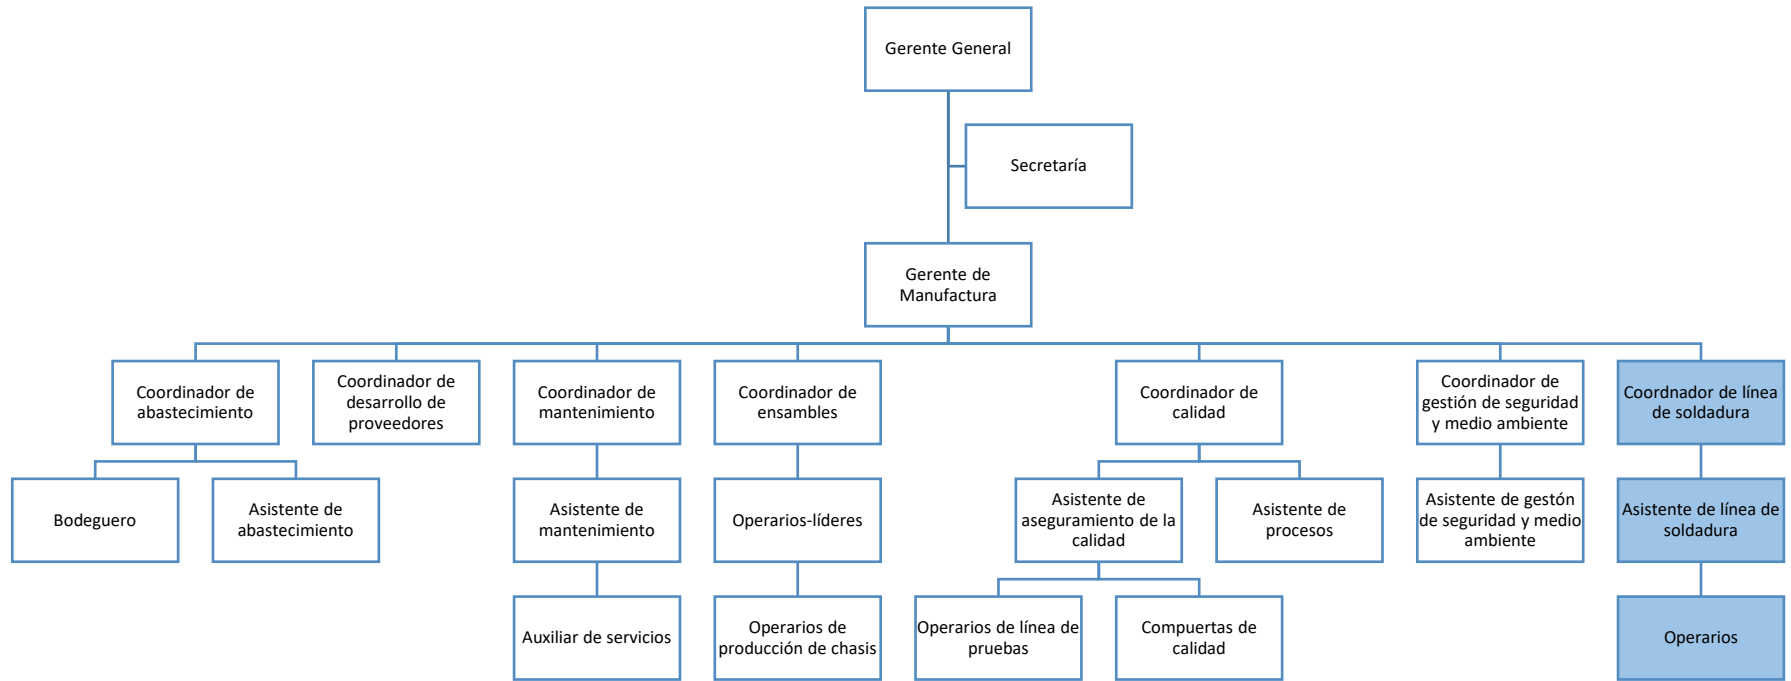 Gerente General
Secretaría
Gerente de
Manufactura
Coordinador de
abastecimiento
Coordinador de
desarrollo de
proveedores
Coordinador de
mantenimiento
Coordinador de
ensambles
Coordinador de
calidad
Coordinador de
gestión de seguridad
y medio ambiente
Coordnador de línea
de soldadura
Bodeguero
Asistente de
abastecimiento
Asistente de
mantenimiento
Operarios-líderes
Asistente de
aseguramiento de la
calidad
Asistente de
procesos
Asistente de gestón
de seguridad y medio
ambiente
Asistente de línea de
soldadura
Auxiliar de servicios
Operarios de
producción de chasis
Operarios de línea de
pruebas
Compuertas de
calidad
Operarios